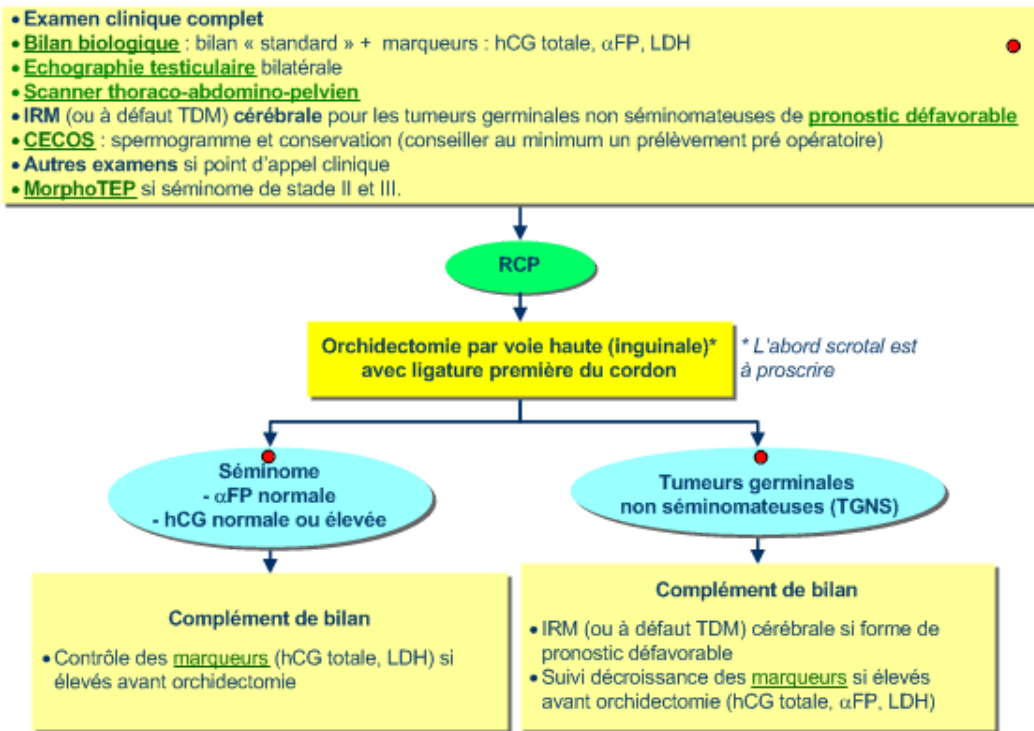 • Examen clinique complet
• Bilan biologique : bilan « standard » + marqueurs : hCG totale, αFP, LDH
• Echographie testiculaire bilatérale
• Scanner thoraco-abdomino-pelvien
• IRM (ou à défaut TDM) cérébrale pour les tumeurs germinales non séminomateuses de pronostic défavorable
• CECOS : spermogramme et conservation (conseiller au minimum un prélèvement pré opératoire)
• Autres examens si point d'appel clinique
• MorphoTEP si séminome de stade II et III.
RCP
Orchidectomie par voie haute (inguinale)*
avec ligature première du cordon
* L'abord scrotal est
à proscrire
Séminome
- αFP normale
- hCG normale ou élevée
Tumeurs germinales
non séminomateuses (TGNS)
Complément de bilan
• Contrôle des marqueurs (hCG totale, LDH) si
élevés avant orchidectomie
Complément de bilan
• IRM (ou à défaut TDM) cérébrale si forme de
pronostic défavorable
• Suivi décroissance des marqueurs si élevés
avant orchidectomie (hCG totale, αFP, LDH)